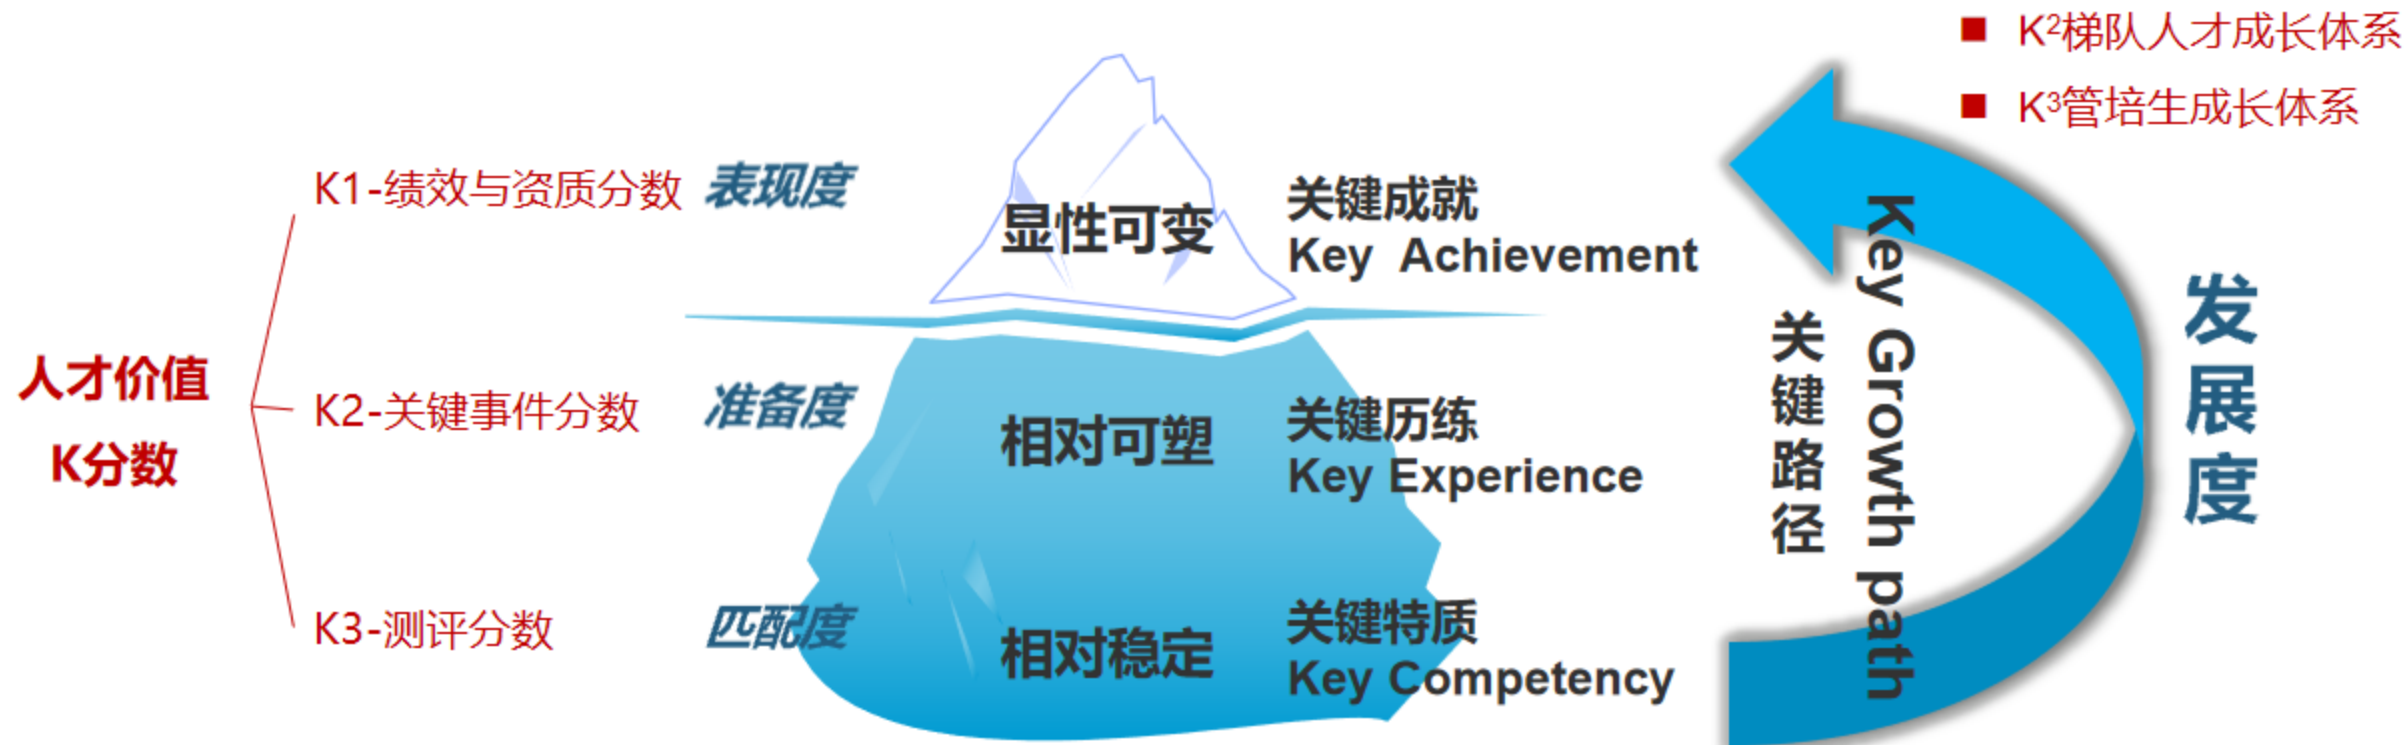 K²梯队人才成长体系
K³管培生成长体系
人才价值
K分数
K1-绩效与资质分数
表现度
显性可变
关键成就
Key Achievement
K2-关键事件分数
准备度
相对可塑
关键历练
Key Experience
K3-测评分数
匹配度
相对稳定
关键特质
Key Competency
关键路径
Key Growth path
发展度